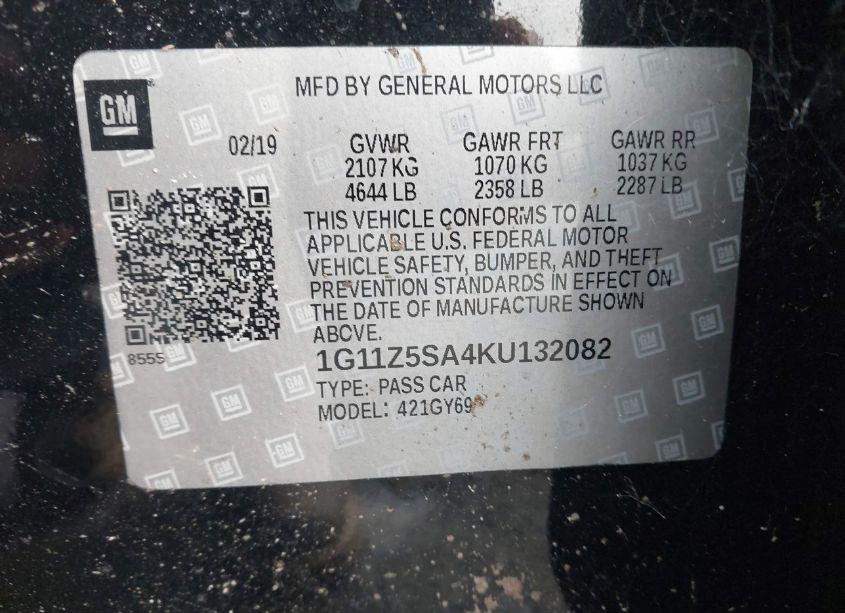 GM
MFD BY GENERAL MOTORS LLC
02/19
GVWR GAWR FRT GAWR RR
2107 KG 1070 KG 1037 KG
4644 LB 2358 LB 2287 LB
THIS VEHICLE CONFORMS TO ALL
APPLICABLE U.S. FEDERAL MOTOR
VEHICLE SAFETY, BUMPER, AND THEFT
PREVENTION STANDARDS IN EFFECT ON
THE DATE OF MANUFACTURE SHOWN
ABOVE.
8555
1G11Z5SA4KU132082
TYPE: PASS CAR
MODEL: 421GY69